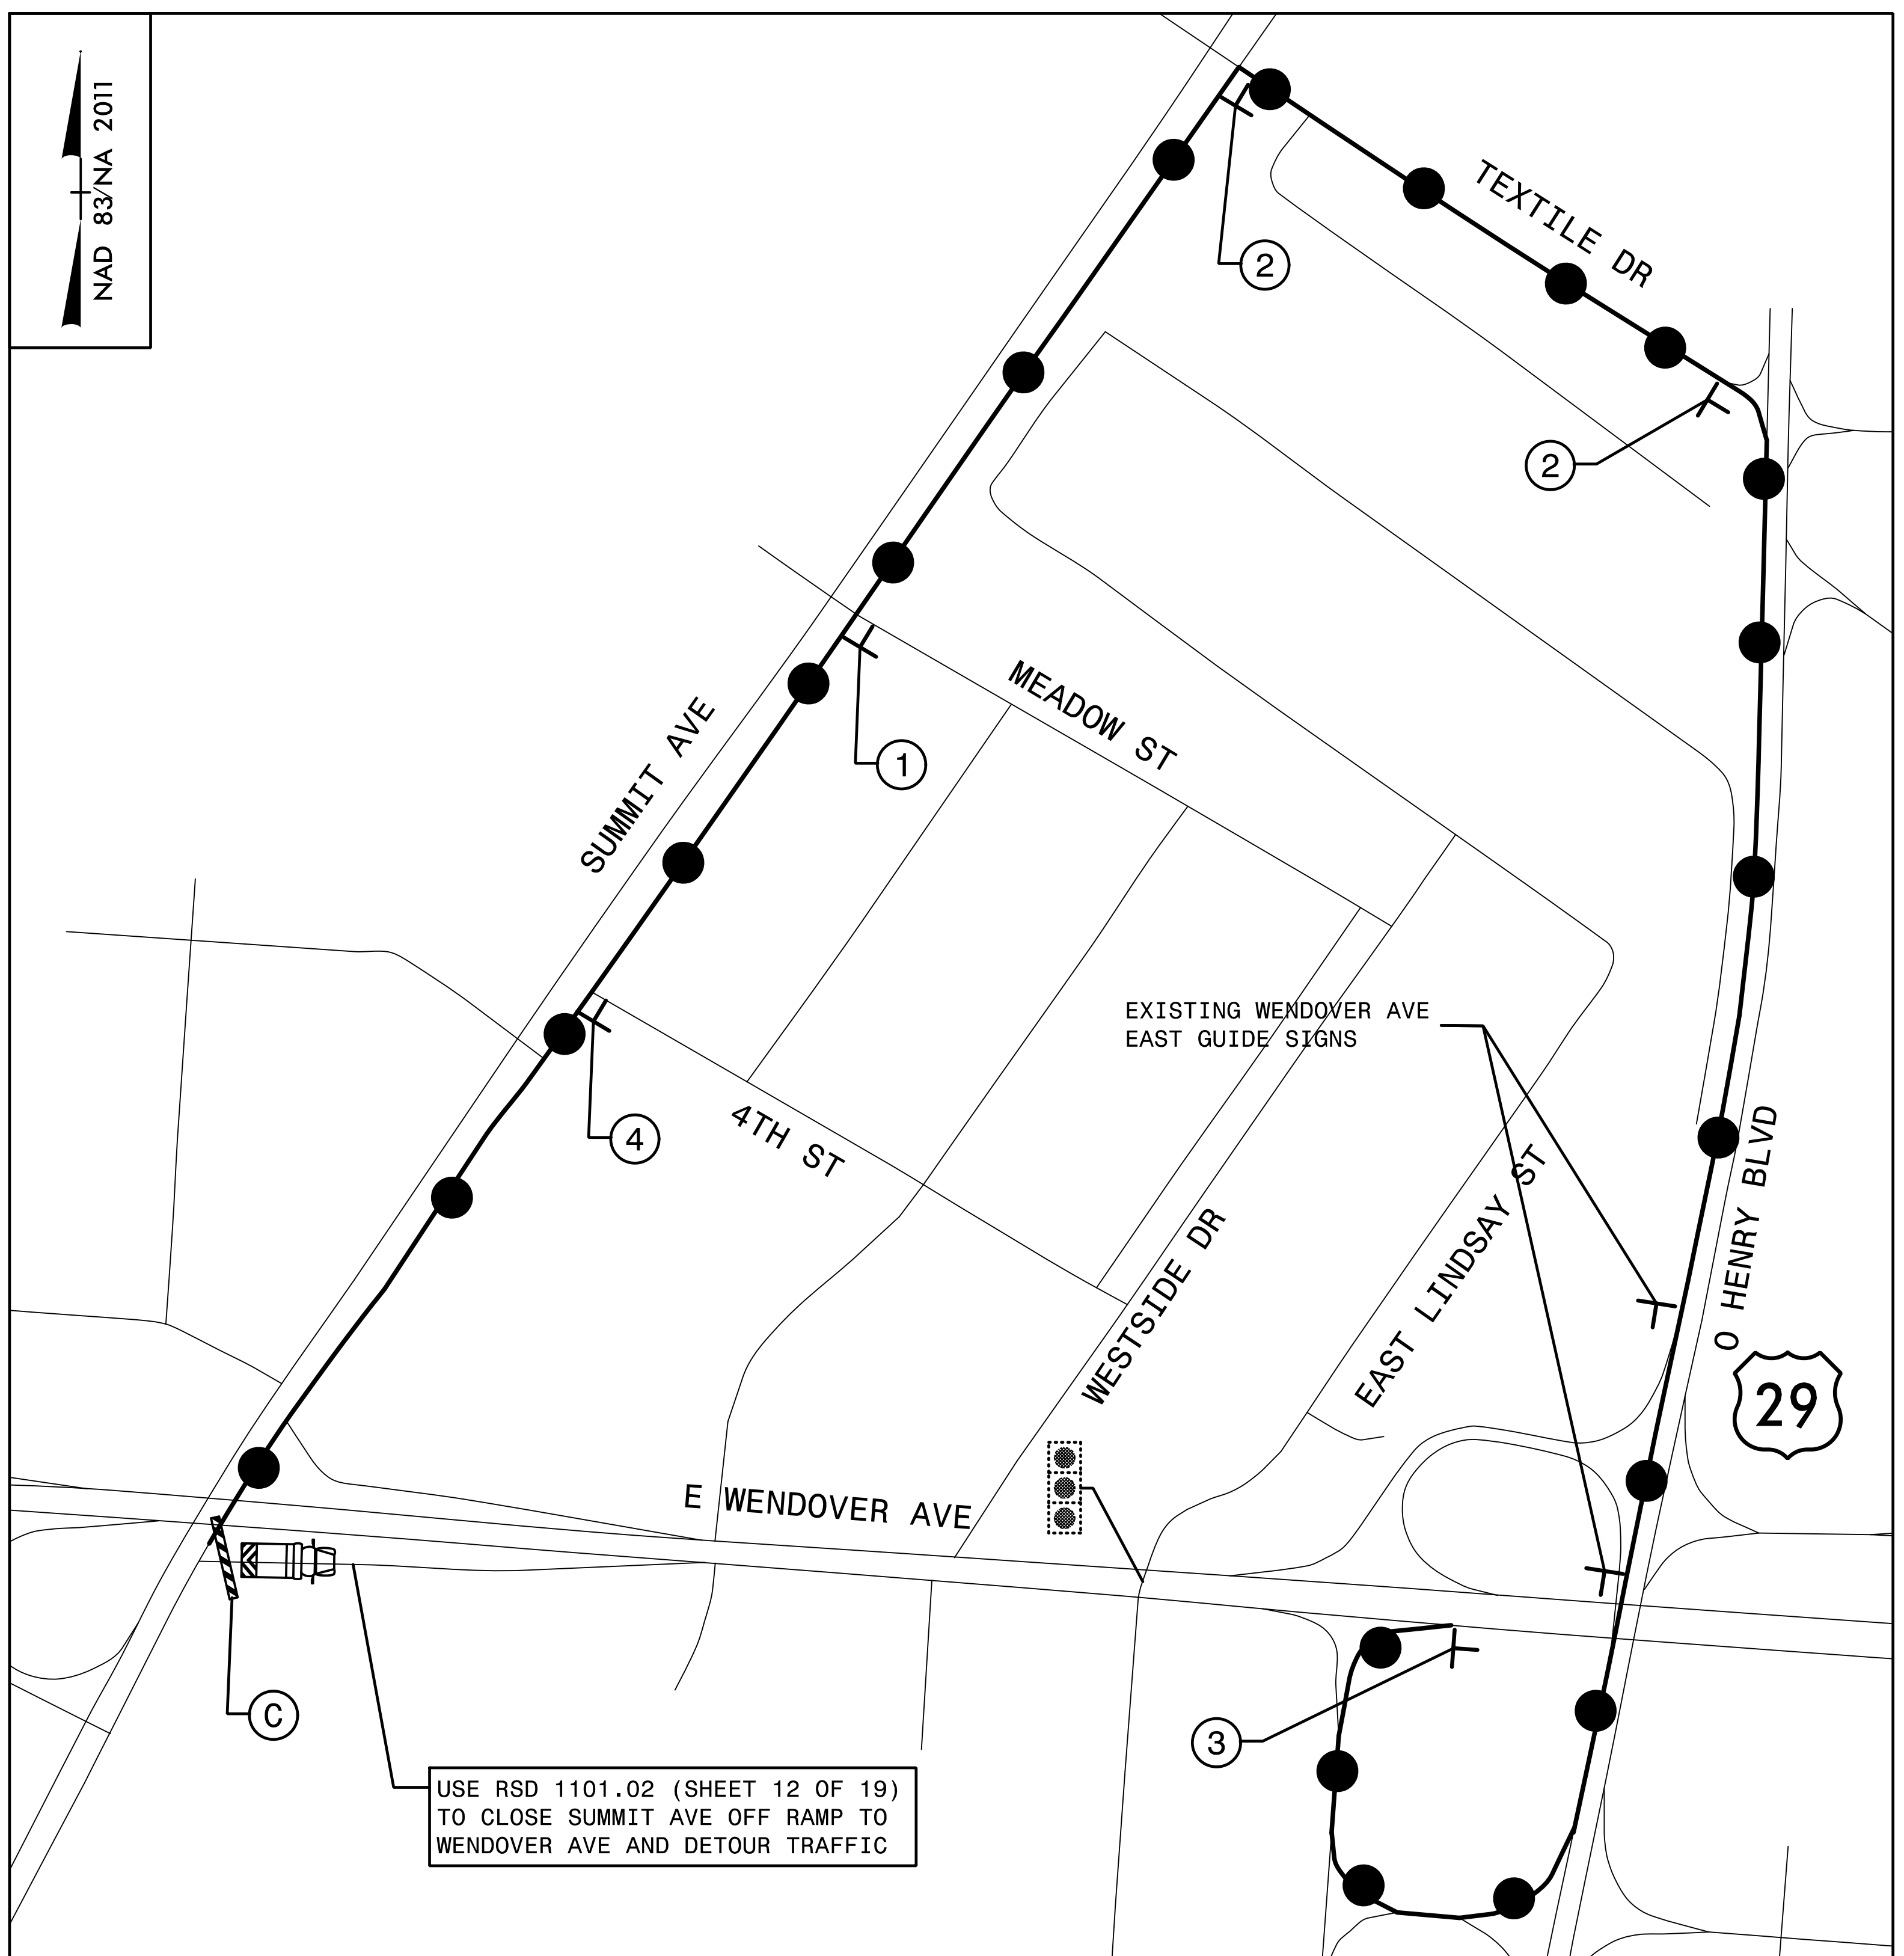 NAD 83/NA 2011
TEXTILE DR
2
2
MEADOW ST
1
SUMMIT AVE
EXISTING WENDOVER AVE
EAST GUIDE SIGNS
4TH ST
4
O HENRY BLVD
EAST LINDSAY ST
WESTSIDE DR
29
E WENDOVER AVE
C
3
USE RSD 1101.02 (SHEET 12 OF 19)
TO CLOSE SUMMIT AVE OFF RAMP TO
WENDOVER AVE AND DETOUR TRAFFIC